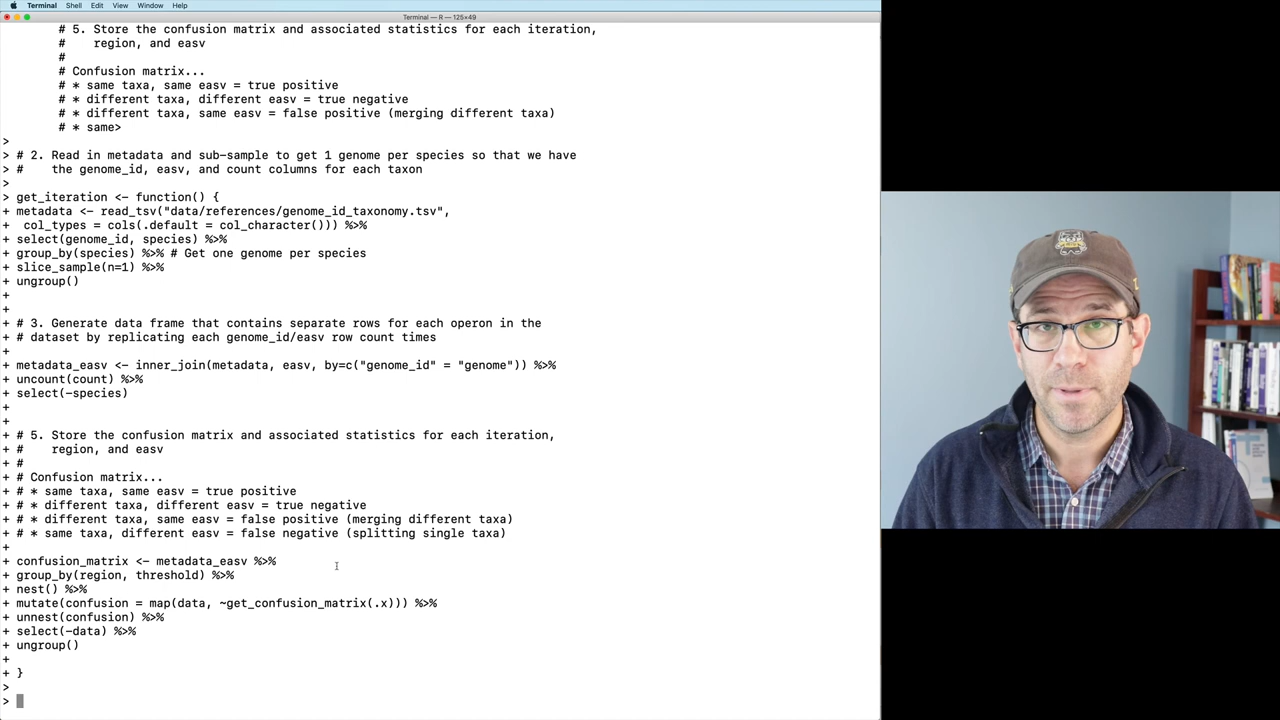 Terminal Shell Edit View Window Help
Terminal — R — 125×49
# 5. Store the confusion matrix and associated statistics for each iteration,
#    region, and easv
#
# Confusion matrix...
# * same taxa, same easv = true positive
# * different taxa, different easv = true negative
# * different taxa, same easv = false positive (merging different taxa)
# * same>
>
> # 2. Read in metadata and sub-sample to get 1 genome per species so that we have
> #    the genome_id, easv, and count columns for each taxon
>
> get_iteration <- function() {
+ metadata <- read_tsv("data/references/genome_id_taxonomy.tsv",
+  col_types = cols(.default = col_character())) %>%
+ select(genome_id, species) %>%
+ group_by(species) %>% # Get one genome per species
+ slice_sample(n=1) %>%
+ ungroup()
+
+
+ # 3. Generate data frame that contains separate rows for each operon in the
+ # dataset by replicating each genome_id/easv row count times
+
+ metadata_easv <- inner_join(metadata, easv, by=c("genome_id" = "genome")) %>%
+ uncount(count) %>%
+ select(-species)
+
+
+ # 5. Store the confusion matrix and associated statistics for each iteration,
+ #    region, and easv
+ #
+ # Confusion matrix...
+ # * same taxa, same easv = true positive
+ # * different taxa, different easv = true negative
+ # * different taxa, same easv = false positive (merging different taxa)
+ # * same taxa, different easv = false negative (splitting single taxa)
+
+ confusion_matrix <- metadata_easv %>%
+ group_by(region, threshold) %>%
+ nest() %>%
+ mutate(confusion = map(data, ~get_confusion_matrix(.x))) %>%
+ unnest(confusion) %>%
+ select(-data) %>%
+ ungroup()
+
+ }
>
>